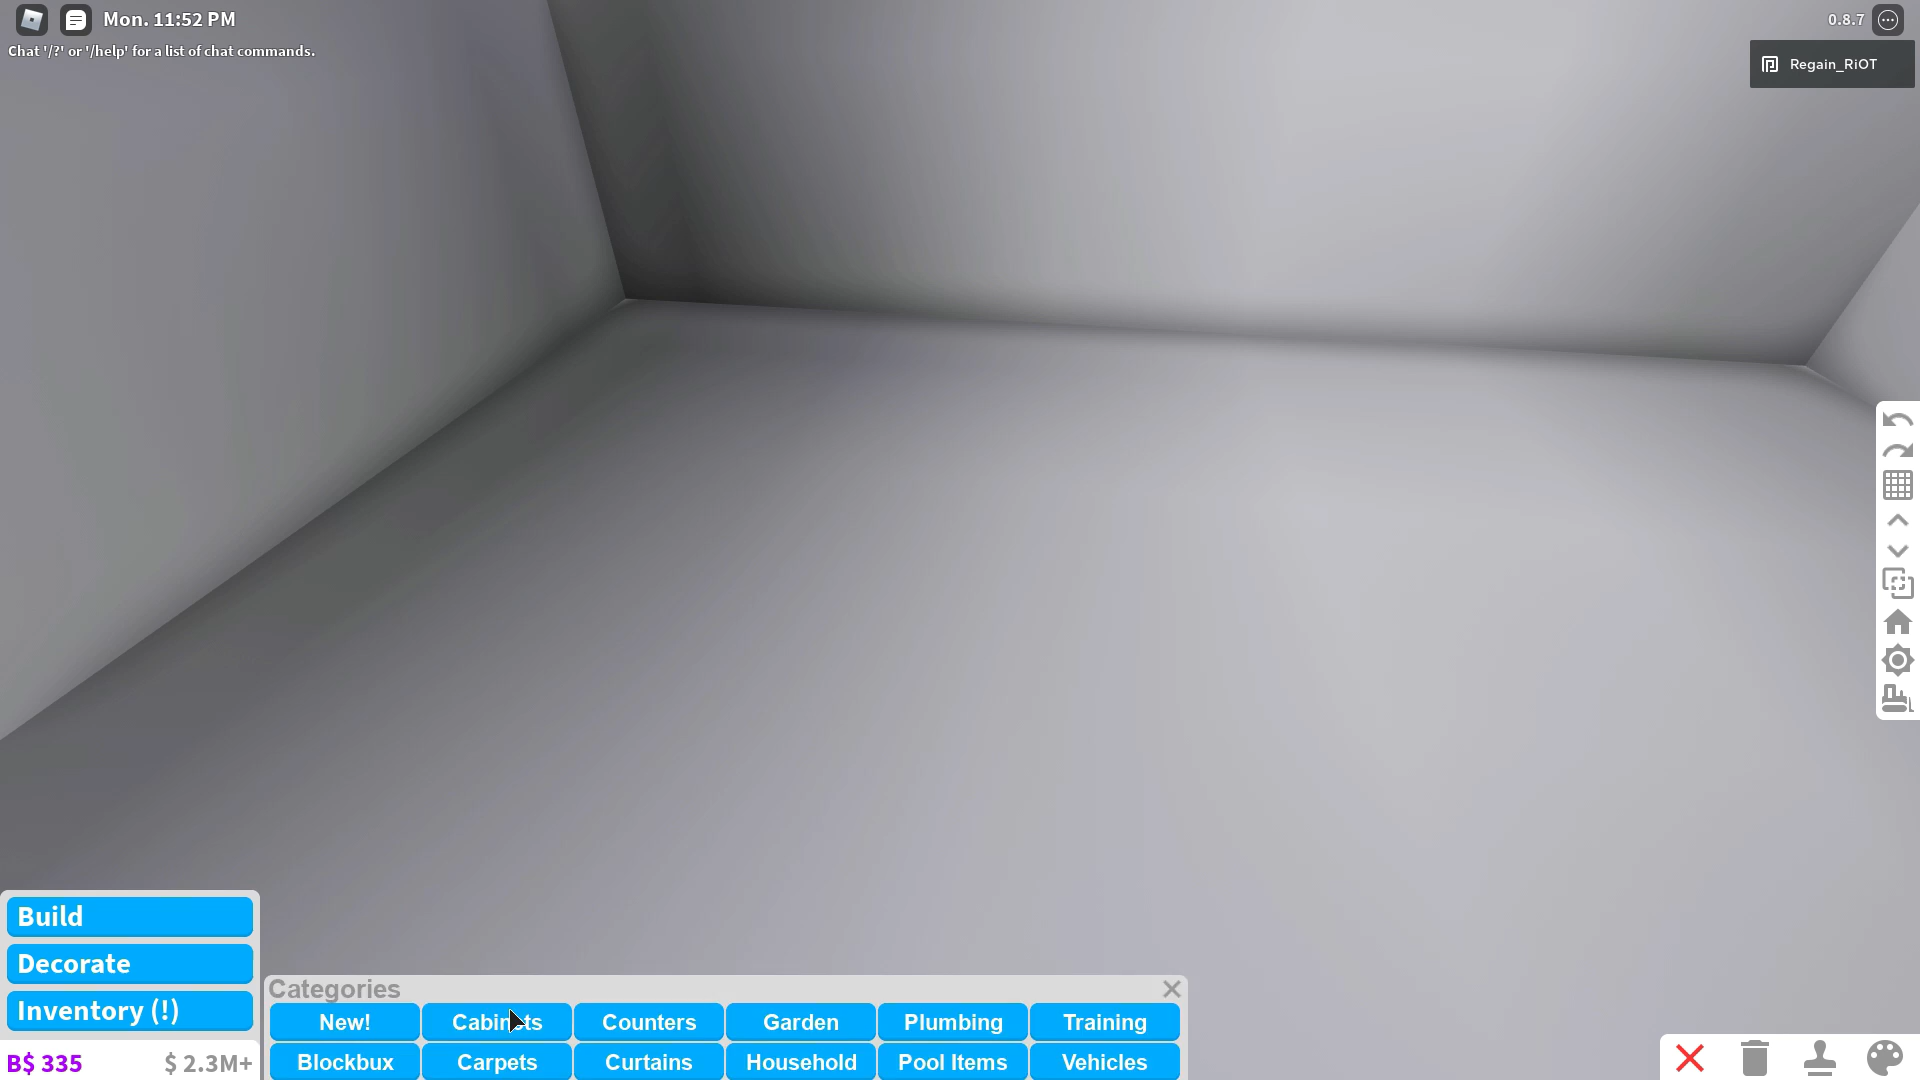 Mon. 11:52 PM
0.8.7
Chat '/?' or '/help' for a list of chat commands.
Regain_RiOT
Build
Decorate
Inventory (!)
B$ 335
$ 2.3M+
Categories
New!
Cabinets
Counters
Garden
Plumbing
Training
Blockbux
Carpets
Curtains
Household
Pool Items
Vehicles